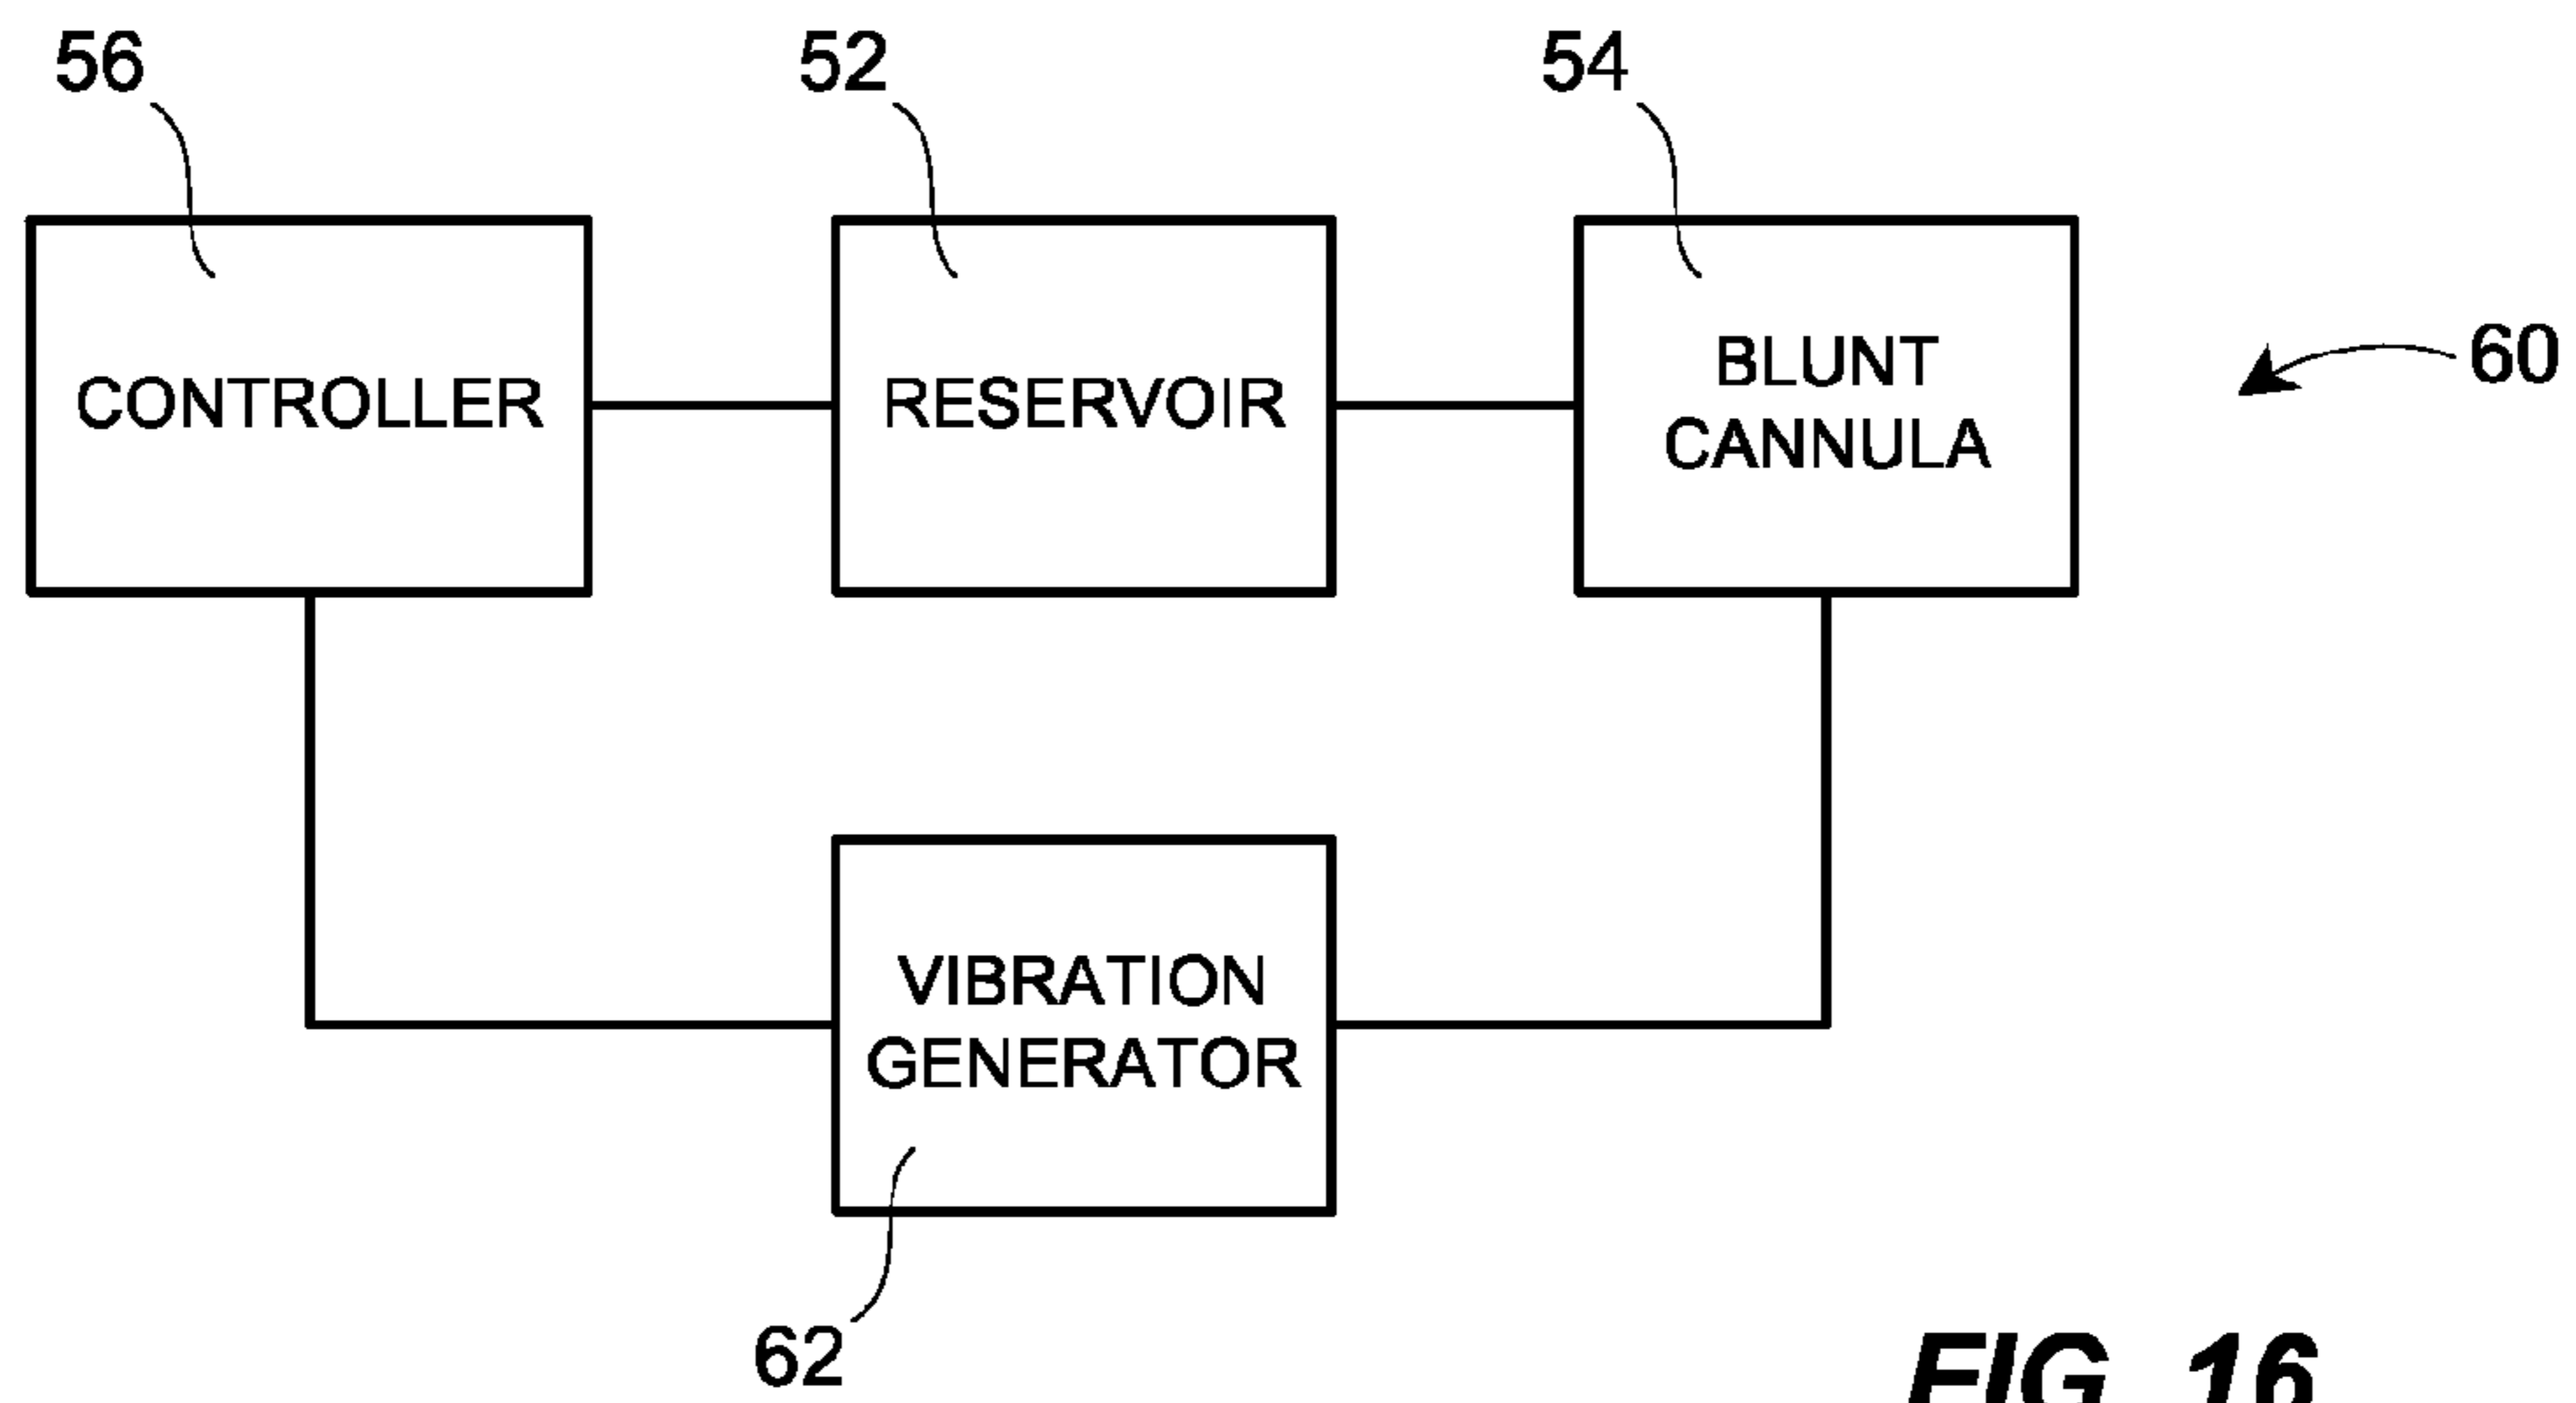 56
52
54
CONTROLLER
RESERVOIR
BLUNT
CANNULA
60
VIBRATION
GENERATOR
62
FIG. 16